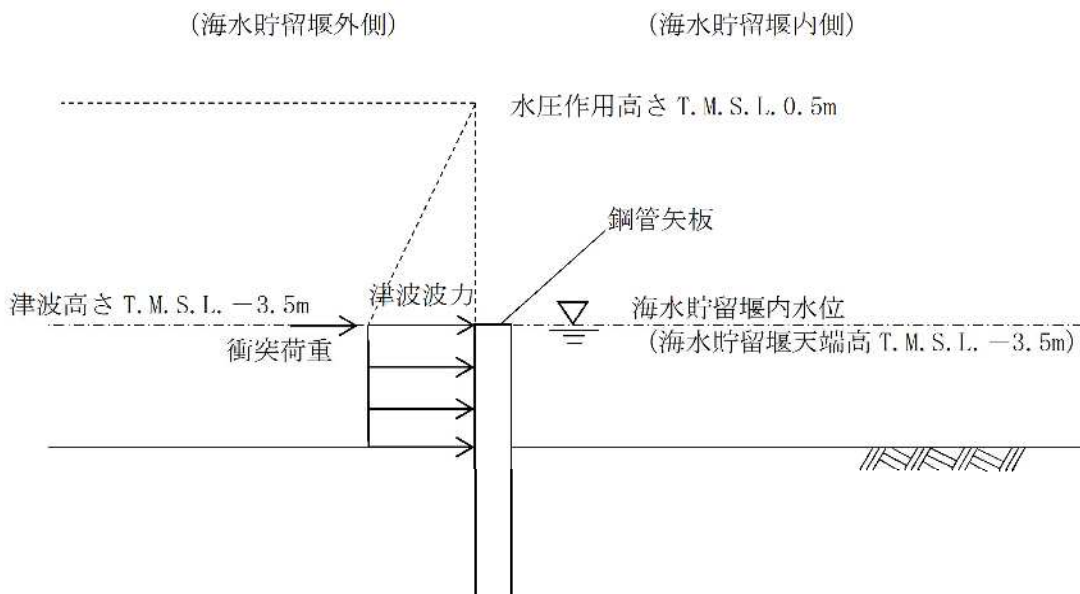 (海水貯留堰外側)
(海水貯留堰内側)
水圧作用高さ T.M.S.L.0.5m
鋼管矢板
津波高さ T.M.S.L.－3.5m
津波波力
海水貯留堰内水位
衝突荷重
(海水貯留堰天端高 T.M.S.L.－3.5m)